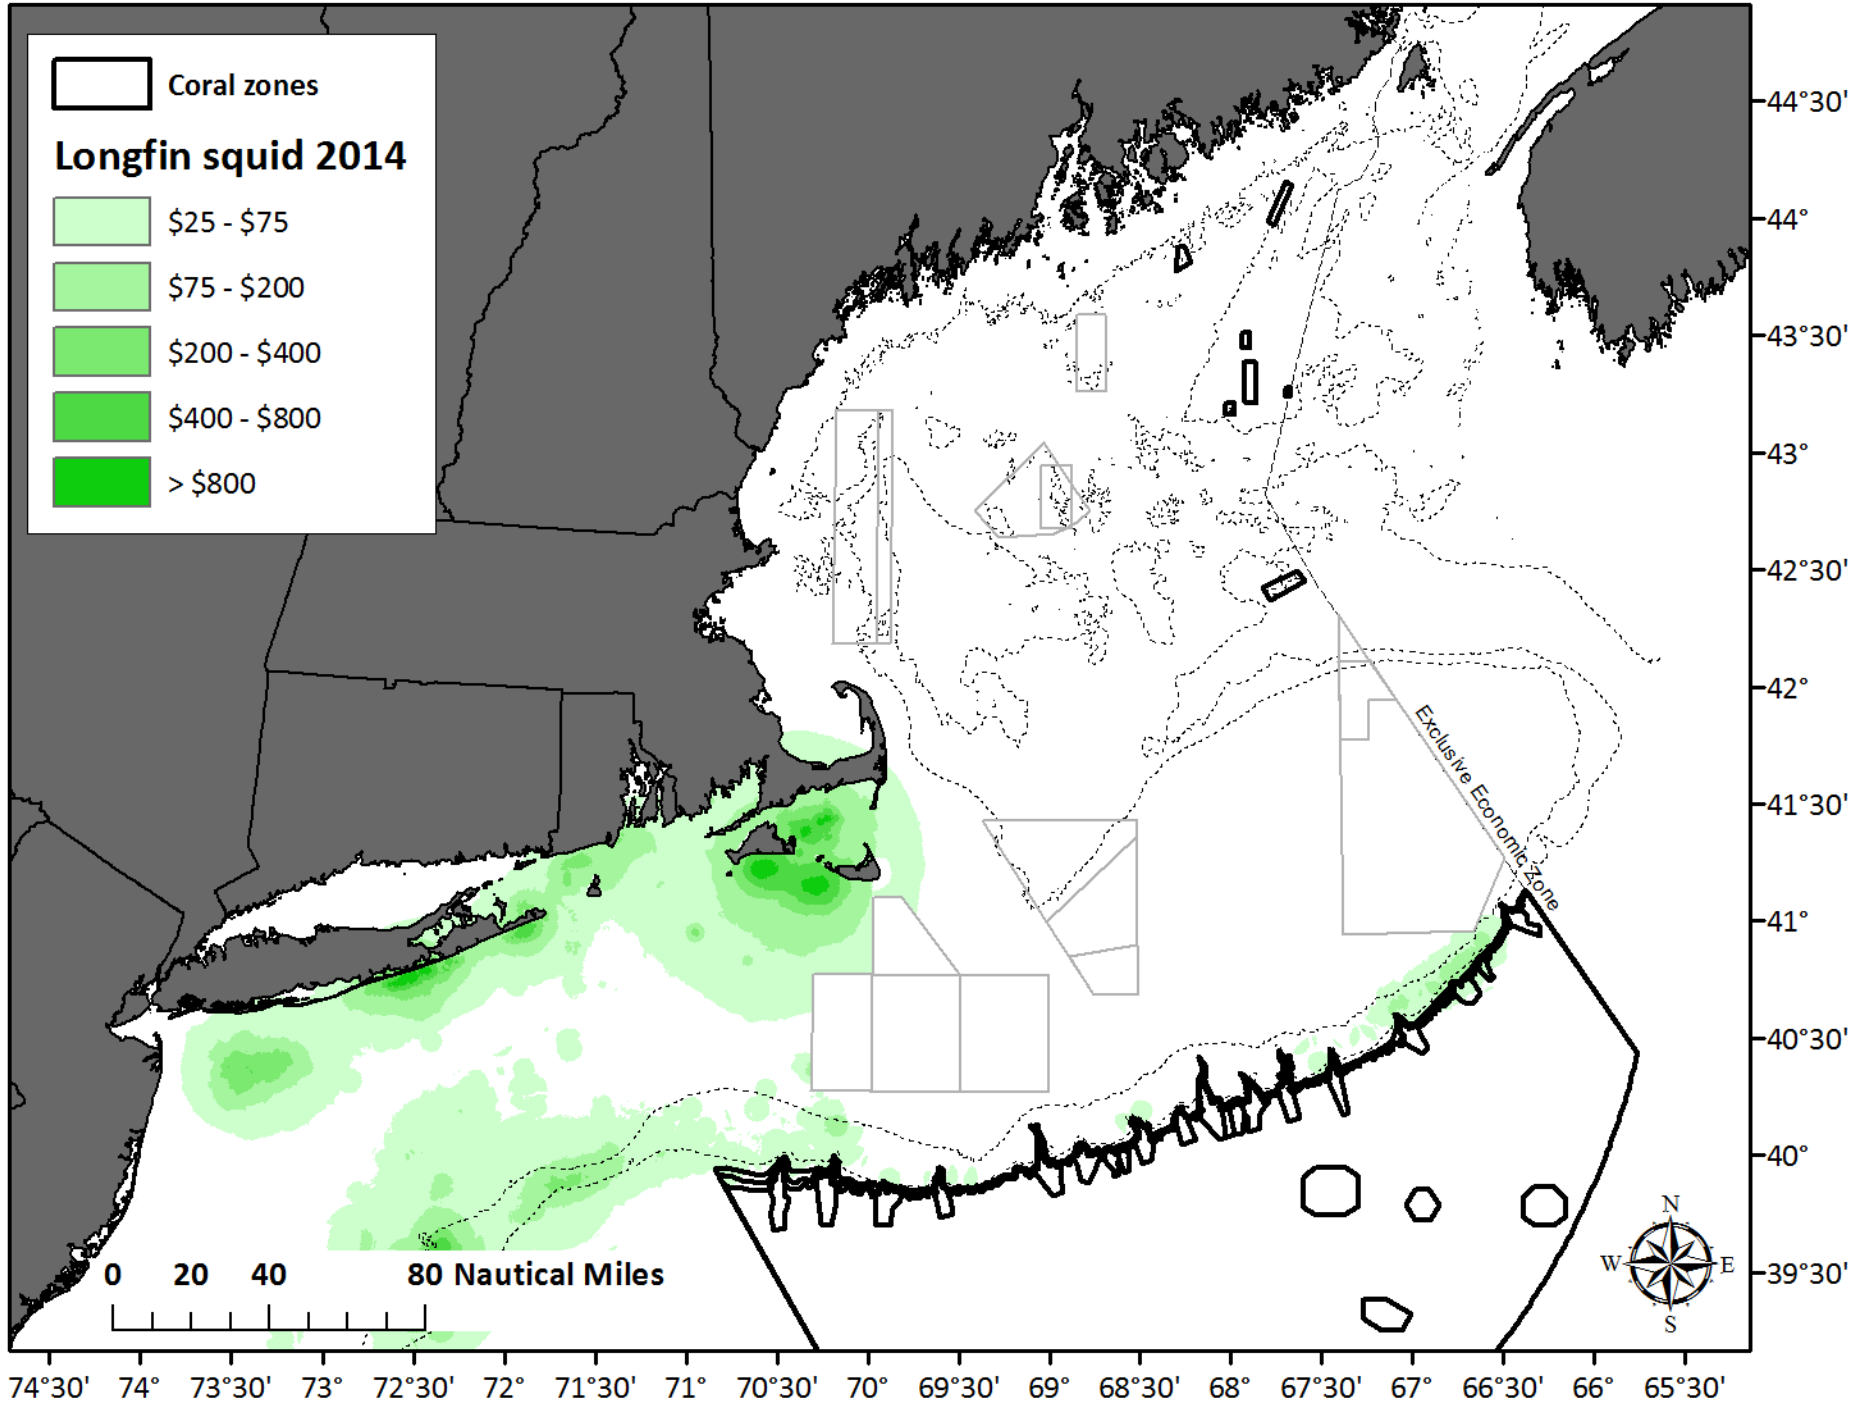 Coral zones
Longfin squid 2014
$25 - $75
$75 - $200
$200 - $400
$400 - $800
> $800
44°30'
44°
43°30'
43°
42°30'
42°
41°30'
41°
40°30'
40°
39°30'
Exclusive Economic Zone
N
W E
S
0 20 40 80 Nautical Miles
74°30' 74° 73°30' 73° 72°30' 72° 71°30' 71° 70°30' 70° 69°30' 69° 68°30' 68° 67°30' 67° 66°30' 66° 65°30'